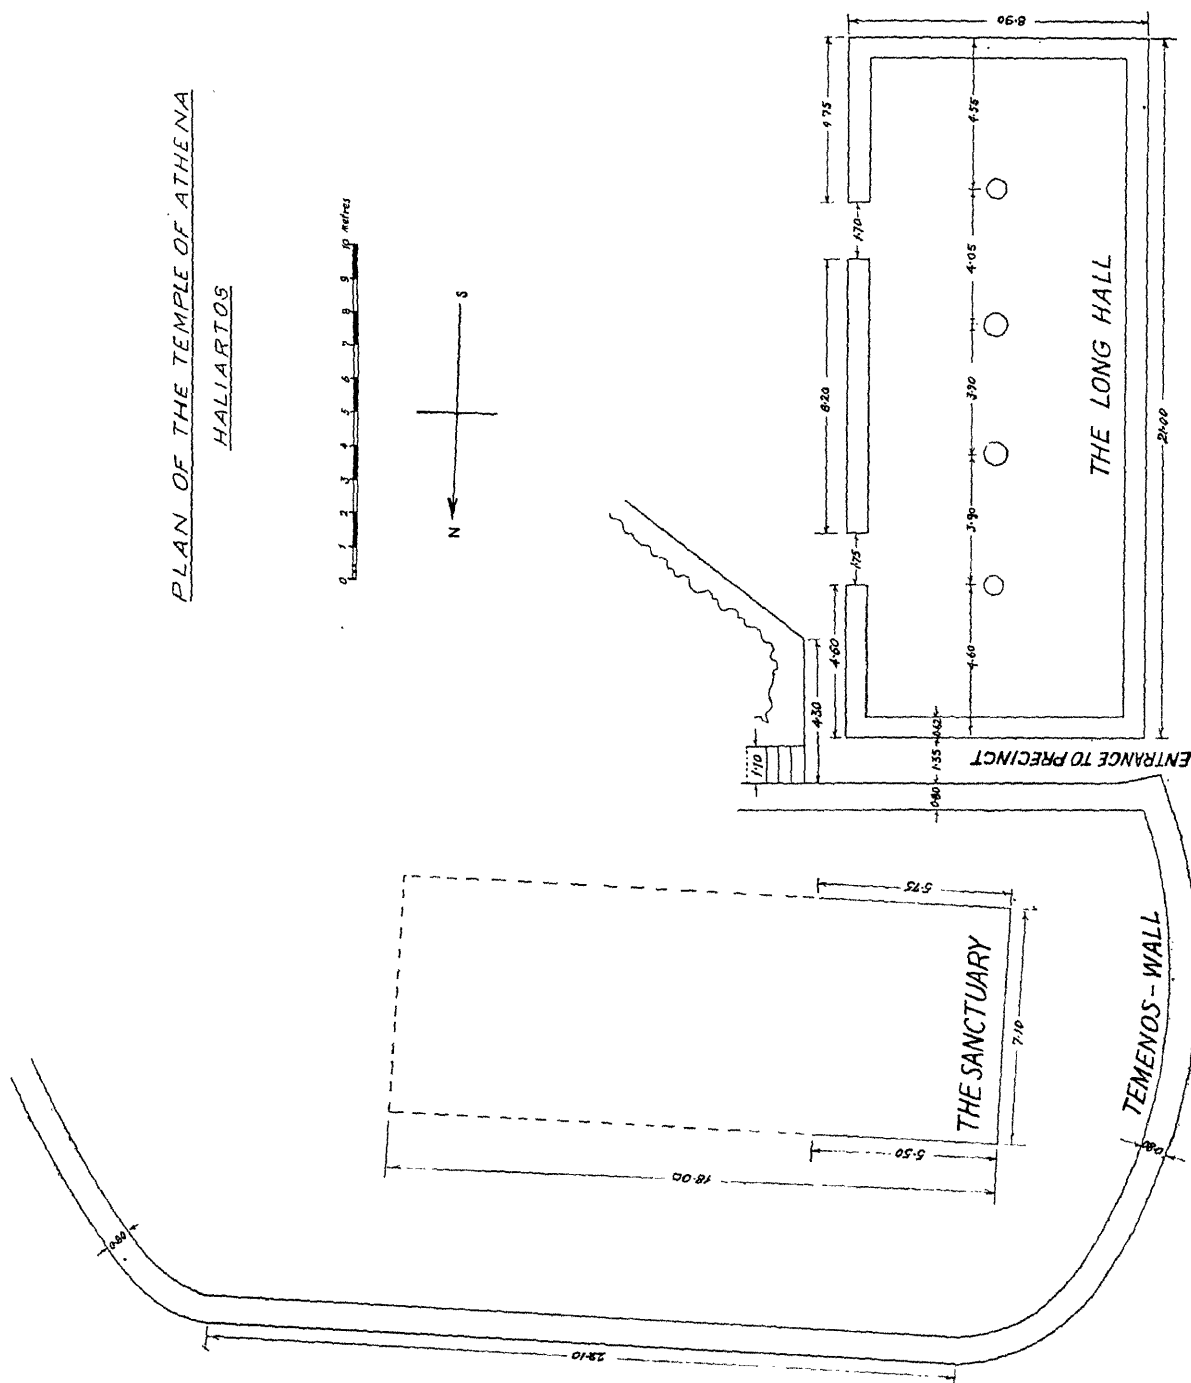 PLAN OF THE TEMPLE OF ATHENA
HALIARTOS
0 1 2 3 4 5 6 7 8 9 10 metres
N
S
8·90
4·75
1·70
8·20
1·75
4·60
4·55
4·05
3·90
3·90
4·60
0·62
1·35
0·80
21·00
THE LONG HALL
ENTRANCE TO PRECINCT
4·30
1·10
5·75
THE SANCTUARY
7·10
5·50
18·00
TEMENOS-WALL
0·80
0·80
22·10